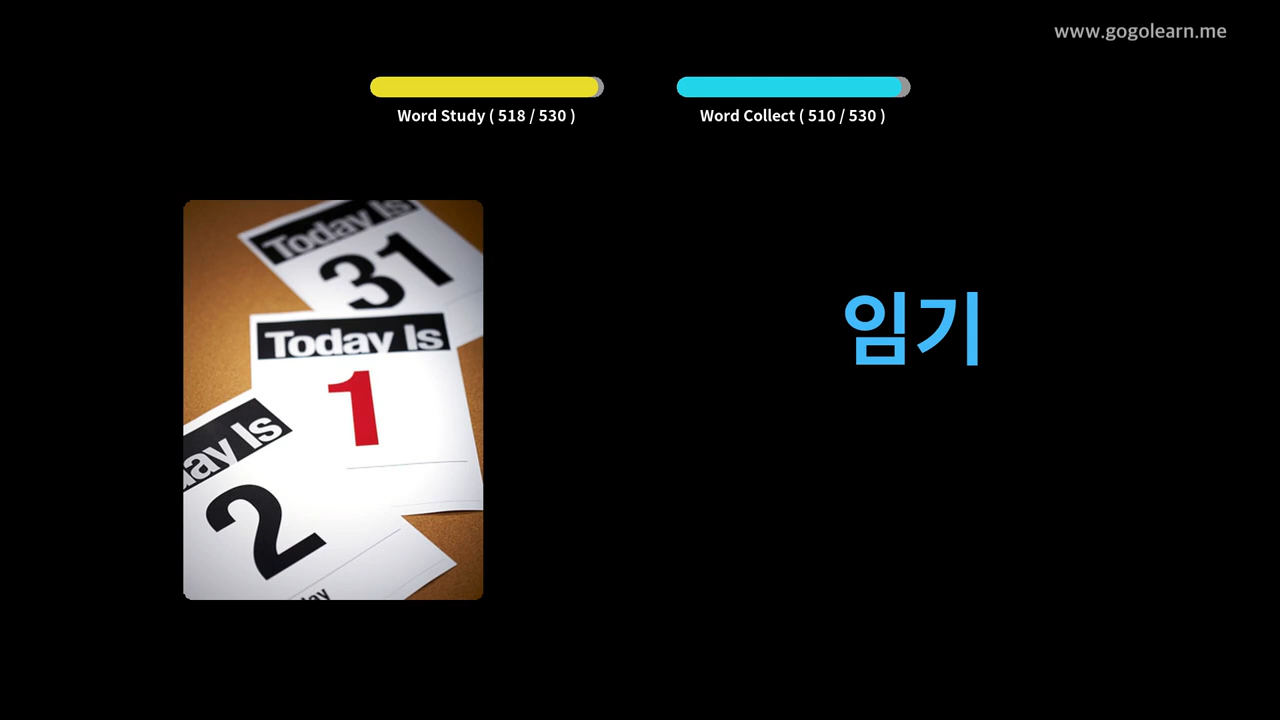 www.gogolearn.me
Word Study ( 518 / 530 )
Word Collect ( 510 / 530 )
Today Is
31
Today Is
1
day Is
2
임기